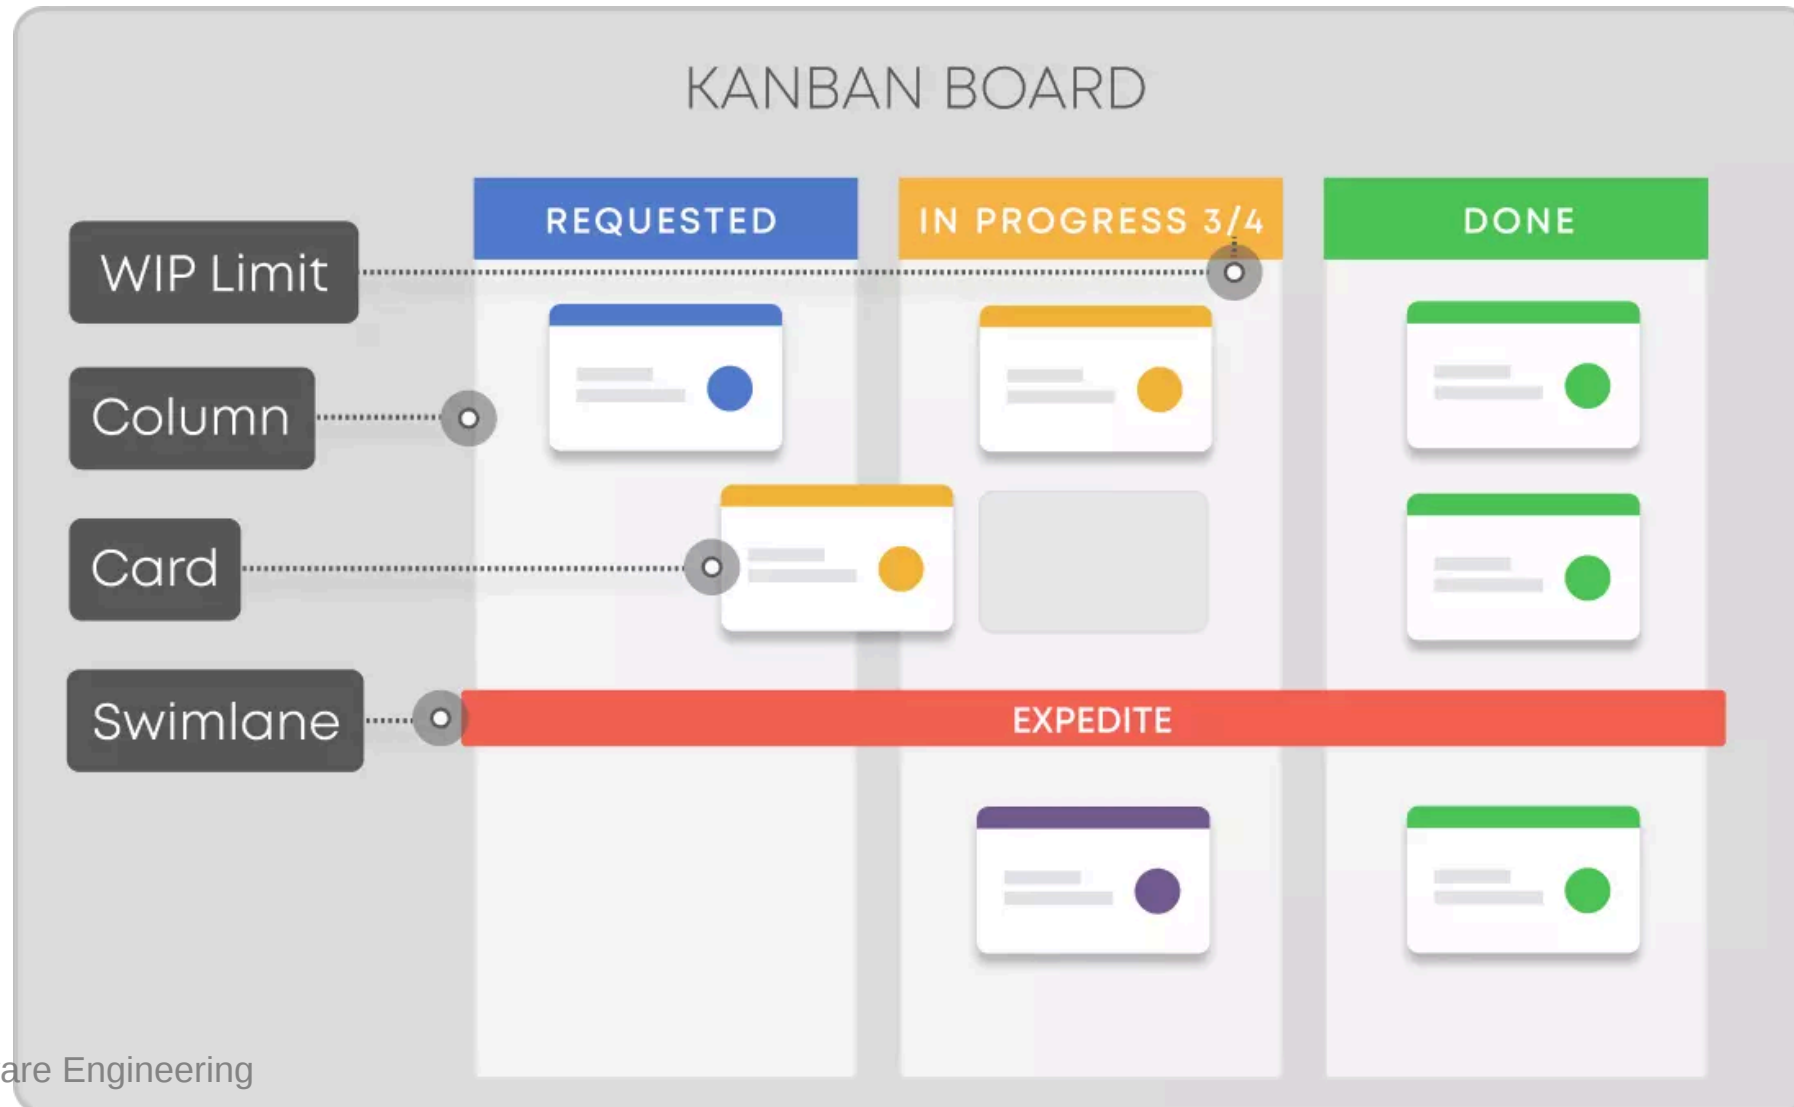 KANBAN BOARD
REQUESTED
IN PROGRESS 3/4
DONE
WIP Limit
Column
Card
Swimlane
EXPEDITE
are Engineering